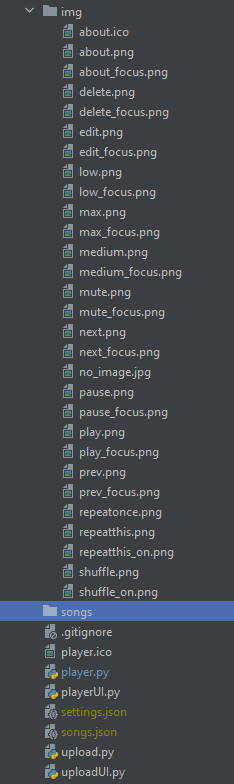 img
about.ico
about.png
about_focus.png
delete.png
delete_focus.png
edit.png
edit_focus.png
low.png
low_focus.png
max.png
max_focus.png
medium.png
medium_focus.png
mute.png
mute_focus.png
next.png
next_focus.png
no_image.jpg
pause.png
pause_focus.png
play.png
play_focus.png
prev.png
prev_focus.png
repeatonce.png
repeatthis.png
repeatthis_on.png
shuffle.png
shuffle_on.png
songs
.gitignore
player.ico
player.py
playerUI.py
settings.json
songs.json
upload.py
uploadUI.py